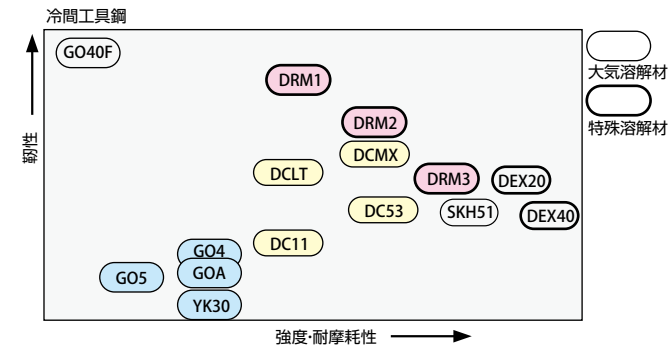 冷間工具鋼
GO40F
大気溶解材
DRM1
特殊溶解材
DRM2
靭性
DCMX
DCLT
DRM3
DEX20
DC53
SKH51
DEX40
DC11
GO4
GOA
GO5
YK30
強度·耐摩耗性